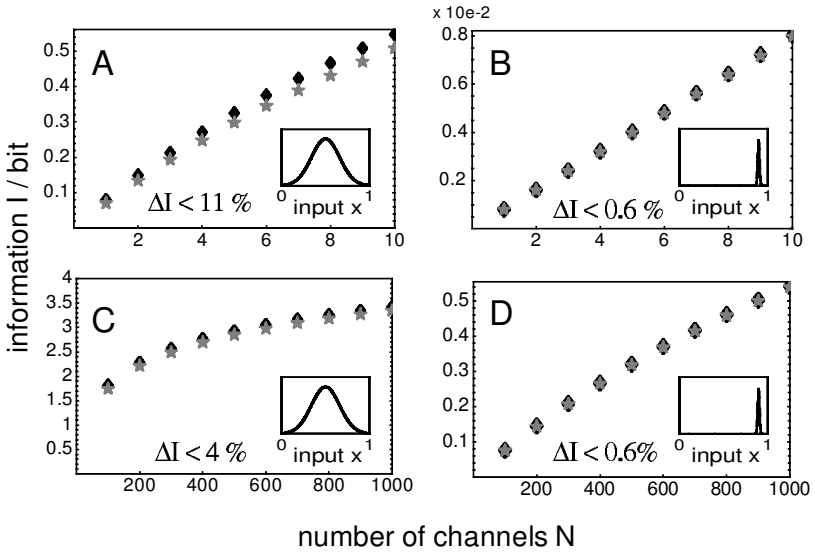 x 10e-2
A
0.5
0.4
0.3
0.2
0.1
ΔI < 11 %
0 input x 1
2 4 6 8 10
B
0.8
0.6
0.4
0.2
ΔI < 0.6 %
0 input x 1
2 4 6 8 10
information I / bit
C
4
3.5
3
2.5
2
1.5
1
0.5
ΔI < 4 %
0 input x 1
200 400 600 800 1000
D
0.5
0.4
0.3
0.2
0.1
ΔI < 0.6%
0 input x 1
200 400 600 800 1000
number of channels N